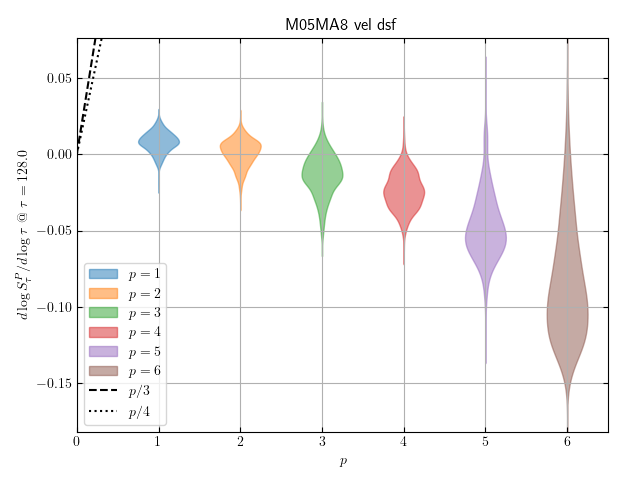 M05MA8 vel dsf
d log S_τ^P / d log τ @ τ = 128.0
0.05
0.00
−0.05
−0.10
−0.15
p = 1
p = 2
p = 3
p = 4
p = 5
p = 6
p/3
p/4
0 1 2 3 4 5 6
p